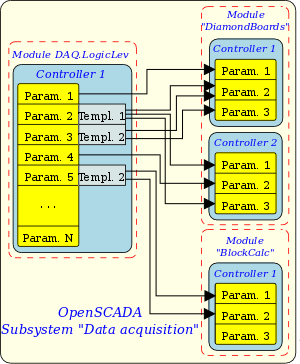 Module DAQ.LogicLev
Controller 1
Param. 1
Param. 2 Templ. 1
Param. 3 Templ. 2
Param. 4
Param. 5 Templ. 2
...
Param. N
Module
"DiamondBoards"
Controller 1
Param. 1
Param. 2
Param. 3
Controller 2
Param. 1
Param. 2
Param. 3
Module
"BlockCalc"
Controller 1
Param. 1
Param. 2
Param. 3
OpenSCADA
Subsystem "Data acquisition"